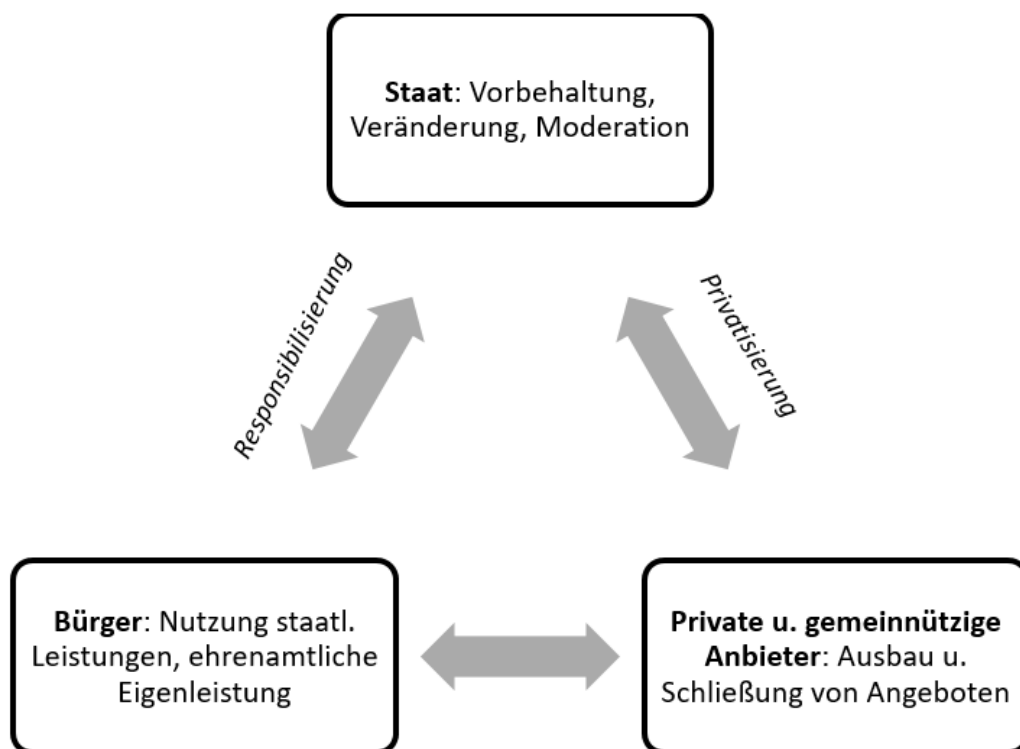 Staat: Vorbehaltung,
Veränderung, Moderation
Responsibilisierung
Privatisierung
Bürger: Nutzung staatl.
Leistungen, ehrenamtliche
Eigenleistung
Private u. gemeinnützige
Anbieter: Ausbau u.
Schließung von Angeboten